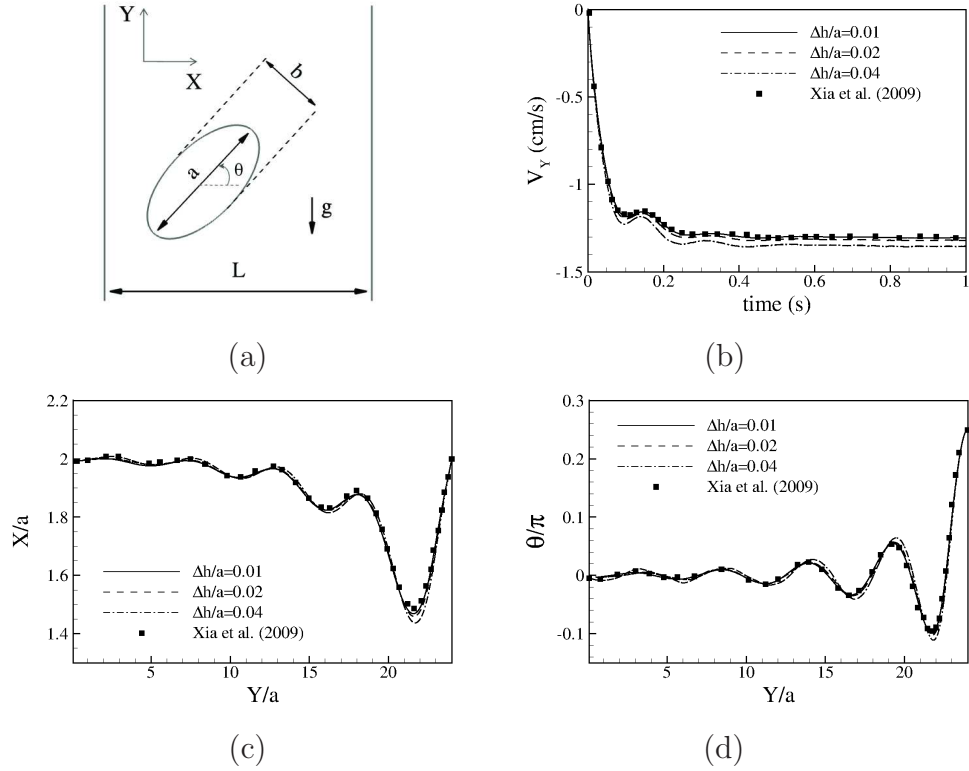 Y
X
b
a
θ
g
L
(a)
0
-0.5
-1
-1.5
V_Y (cm/s)
0
0.2
0.4
0.6
0.8
1
time (s)
Δh/a=0.01
Δh/a=0.02
Δh/a=0.04
Xia et al. (2009)
(b)
2.2
2
1.8
1.6
1.4
X/a
5
10
15
20
Y/a
Δh/a=0.01
Δh/a=0.02
Δh/a=0.04
Xia et al. (2009)
(c)
0.3
0.2
0.1
0
-0.1
θ/π
5
10
15
20
Y/a
Δh/a=0.01
Δh/a=0.02
Δh/a=0.04
Xia et al. (2009)
(d)